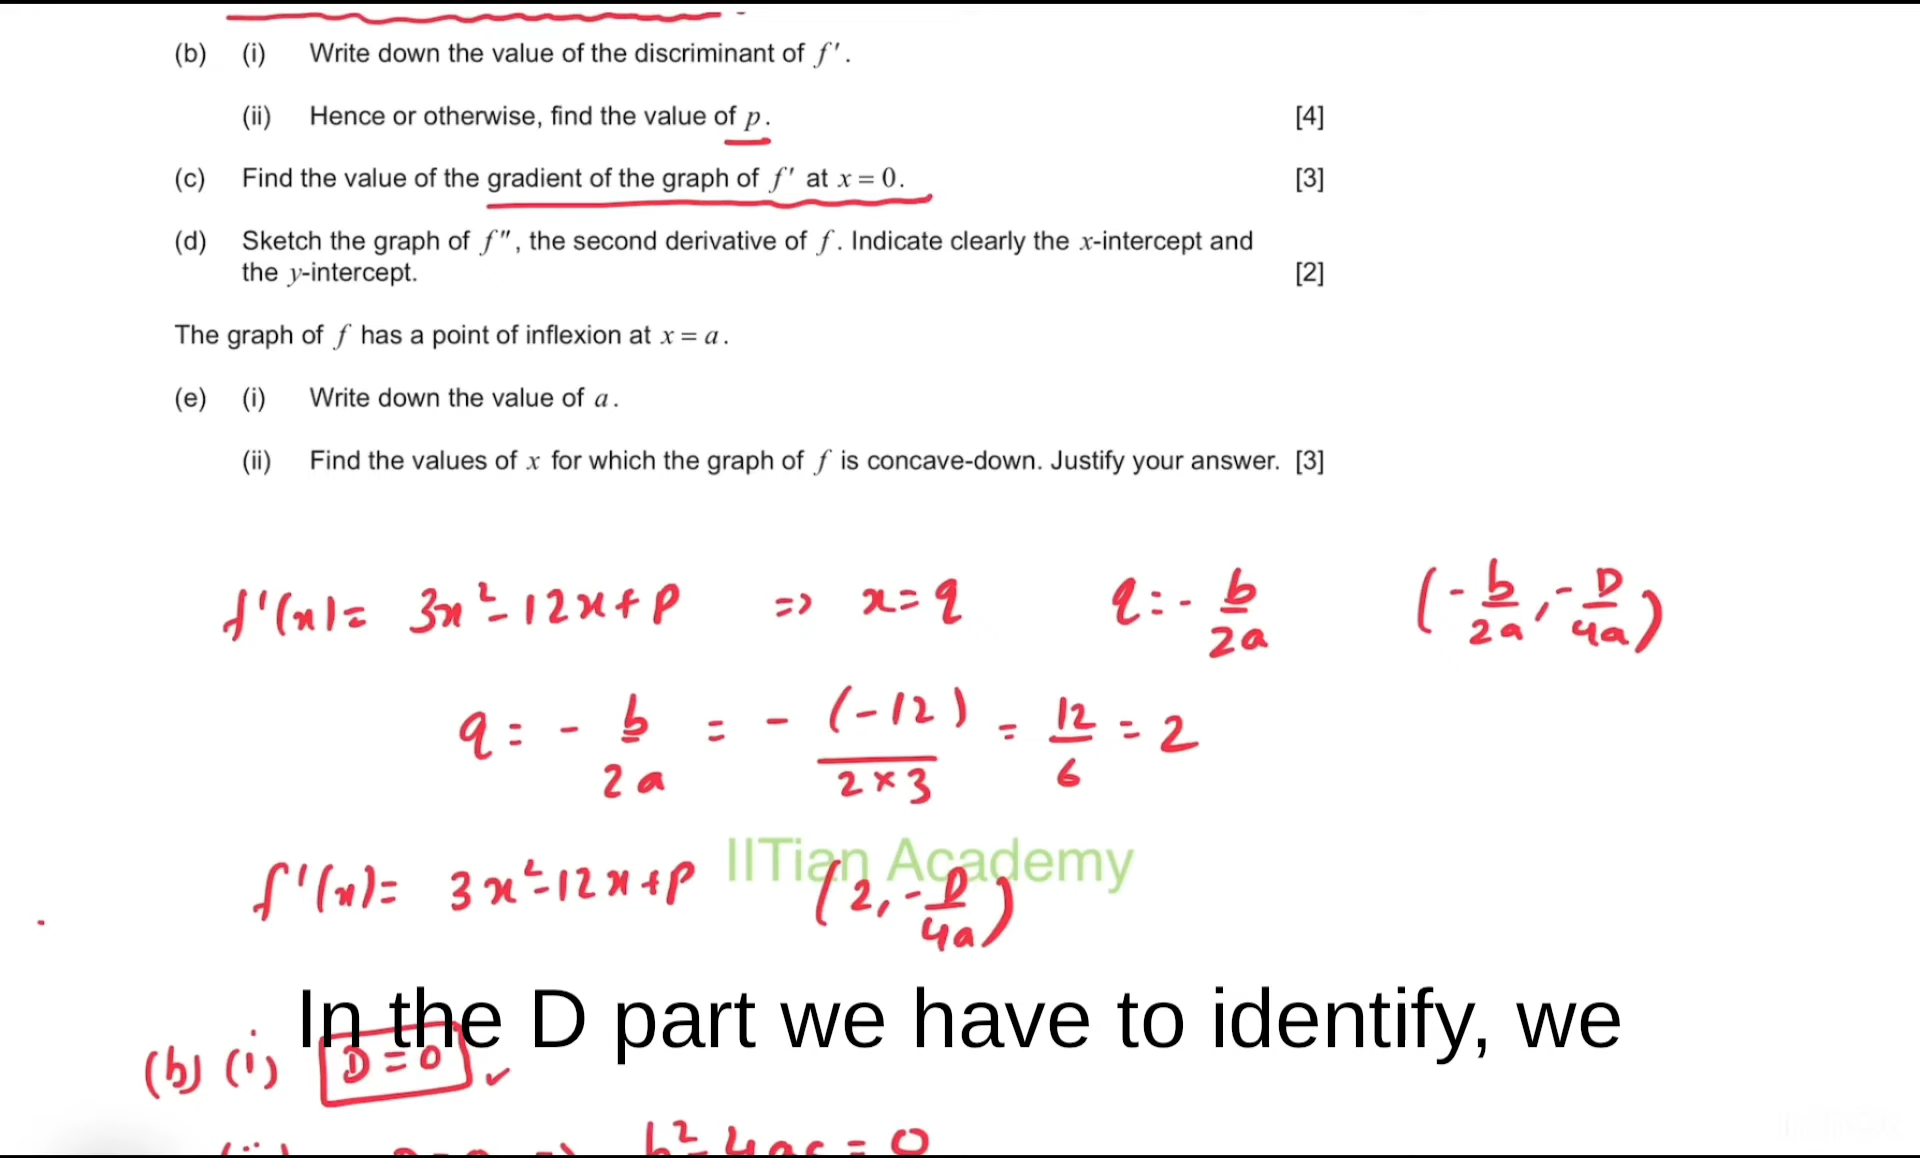 (b) (i) Write down the value of the discriminant of f′.
(ii) Hence or otherwise, find the value of p. [4]
(c) Find the value of the gradient of the graph of f′ at x = 0. [3]
(d) Sketch the graph of f″, the second derivative of f. Indicate clearly the x-intercept and
the y-intercept. [2]
The graph of f has a point of inflexion at x = a.
(e) (i) Write down the value of a.
(ii) Find the values of x for which the graph of f is concave-down. Justify your answer. [3]
f'(x) = 3x² - 12x + p => x = q q = - b/2a (- b/2a, - D/4a)
q = - b/2a = - (-12)/2×3 = 12/6 = 2
IITian Academy
f'(x) = 3x² - 12x + p (2, - D/4a)
In the D part we have to identify, we
(b) (i) D = 0 ✓
b² - 4ac = 0